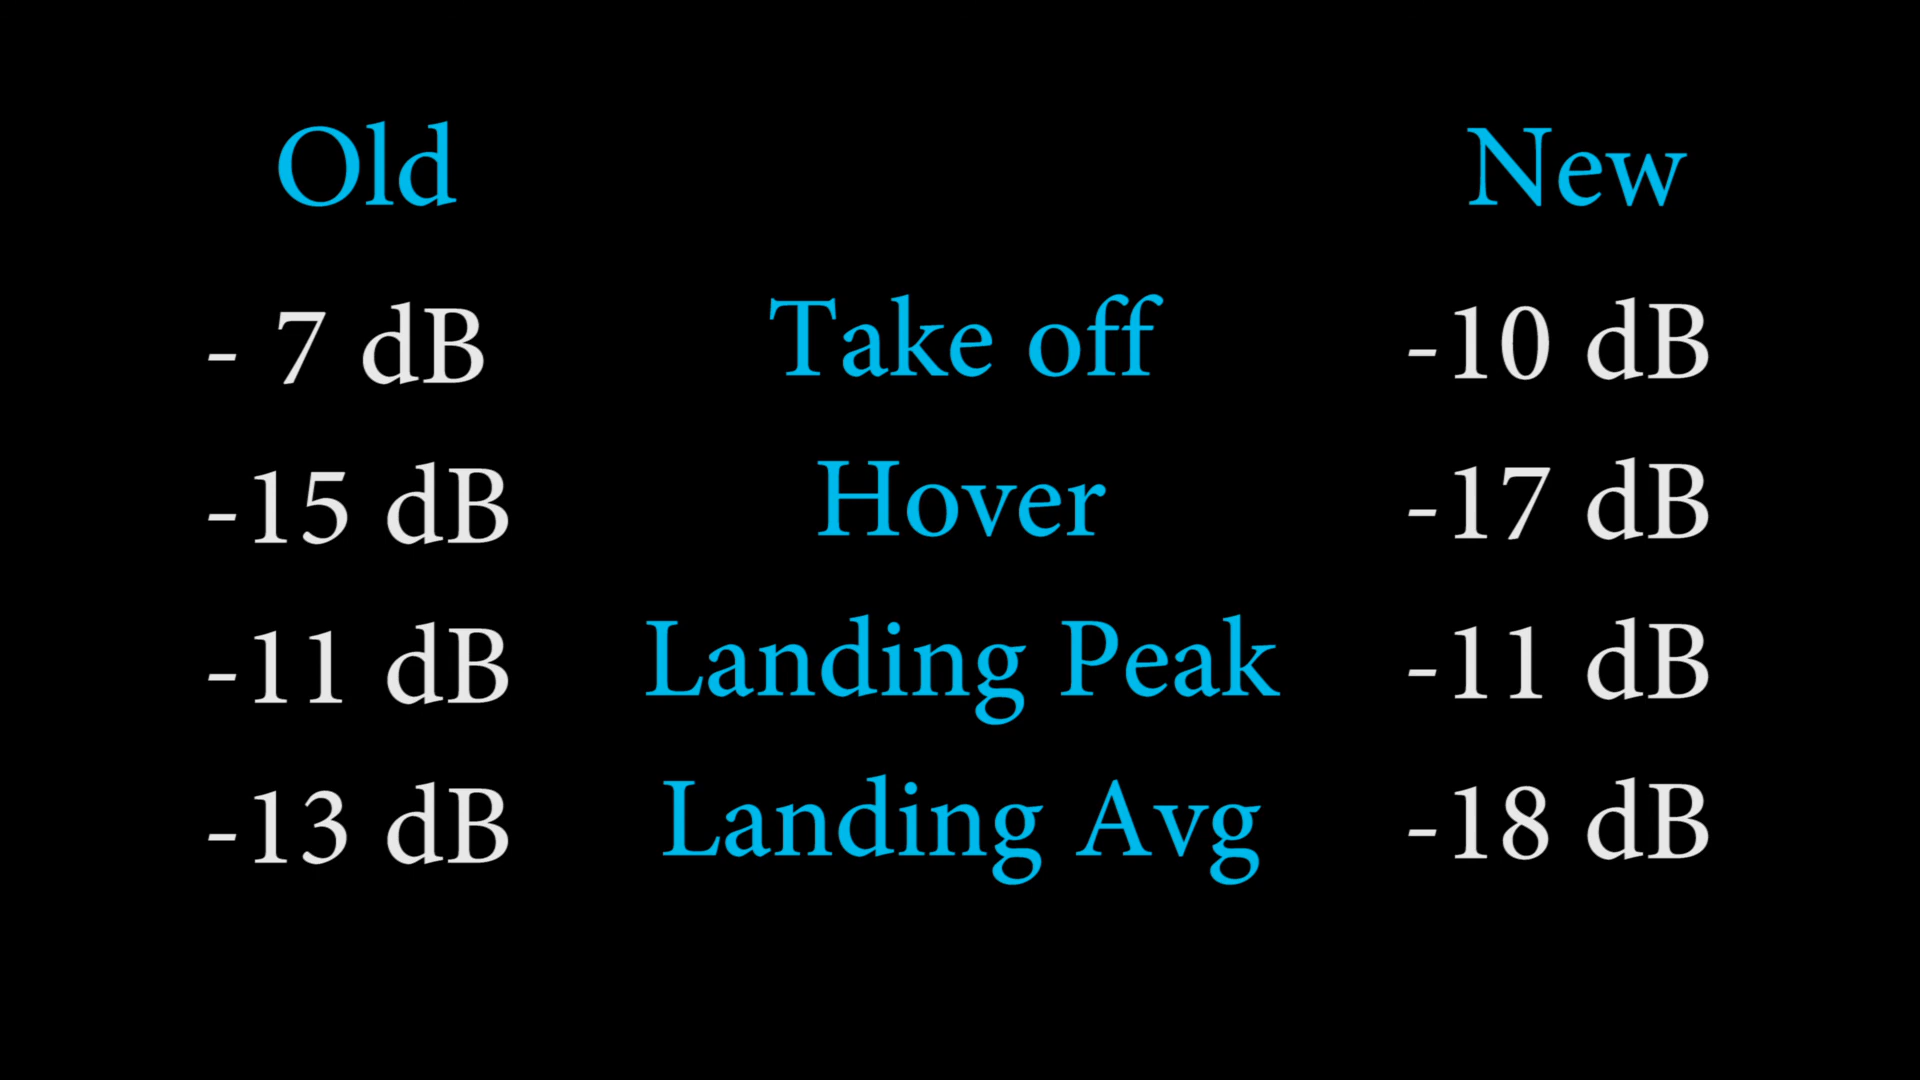 Old New
- 7 dB Take off -10 dB
-15 dB Hover -17 dB
-11 dB Landing Peak -11 dB
-13 dB Landing Avg -18 dB